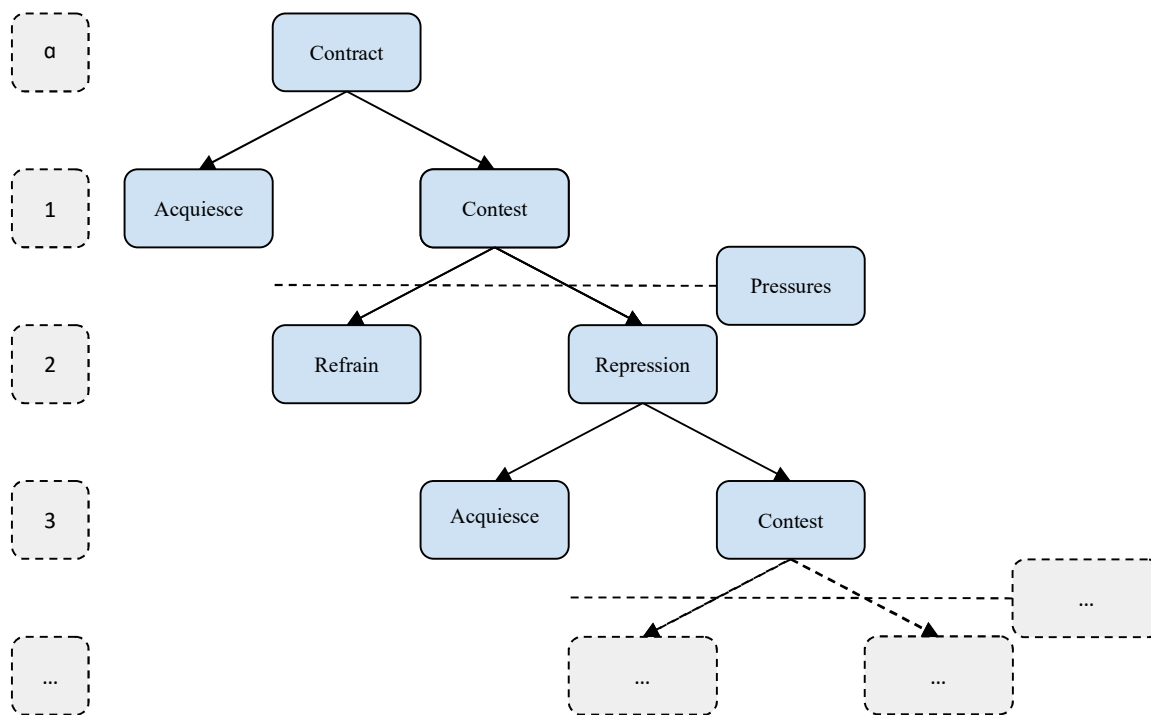 α
Contract
1
Acquiesce
Contest
Pressures
2
Refrain
Repression
3
Acquiesce
Contest
...
...
...
...